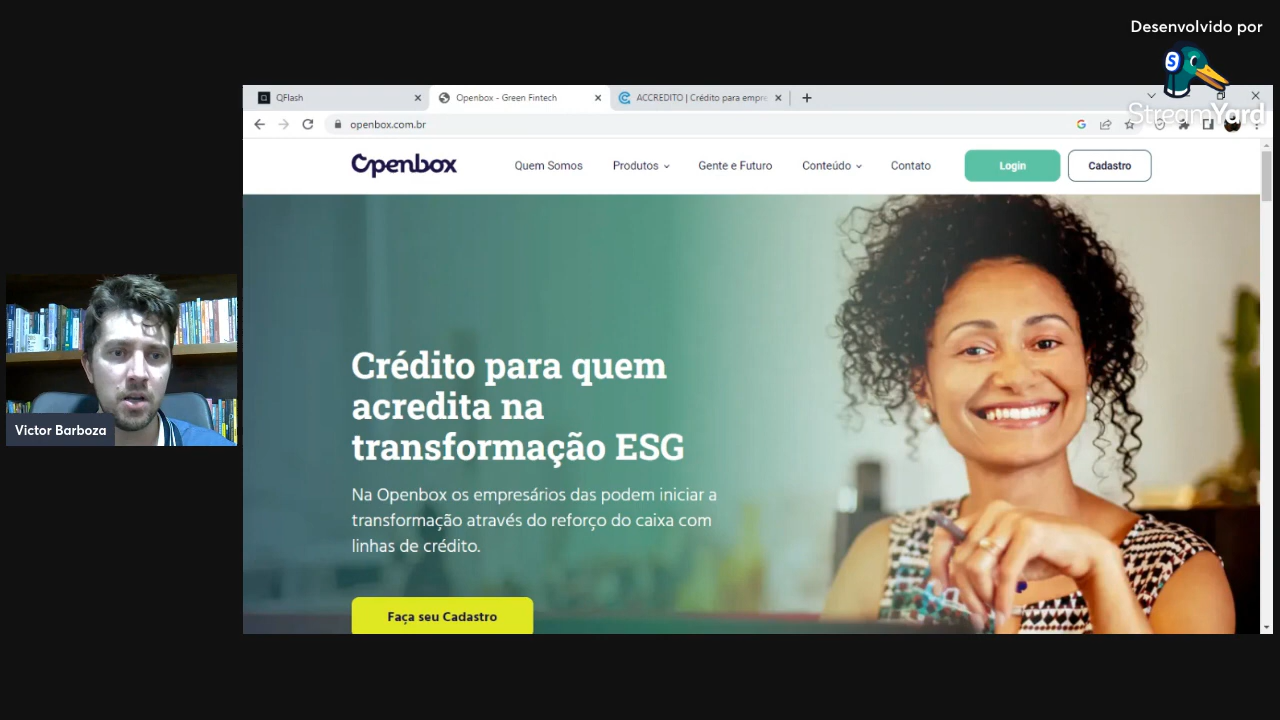 Desenvolvido por
StreamYard
QFlash
Openbox - Green Fintech
ACCREDITO | Crédito para empre
openbox.com.br
Openbox
Quem Somos
Produtos
Gente e Futuro
Conteúdo
Contato
Login
Cadastro
Crédito para quem
acredita na
transformação ESG
Na Openbox os empresários das podem iniciar a
transformação através do reforço do caixa com
linhas de crédito.
Faça seu Cadastro
Victor Barboza